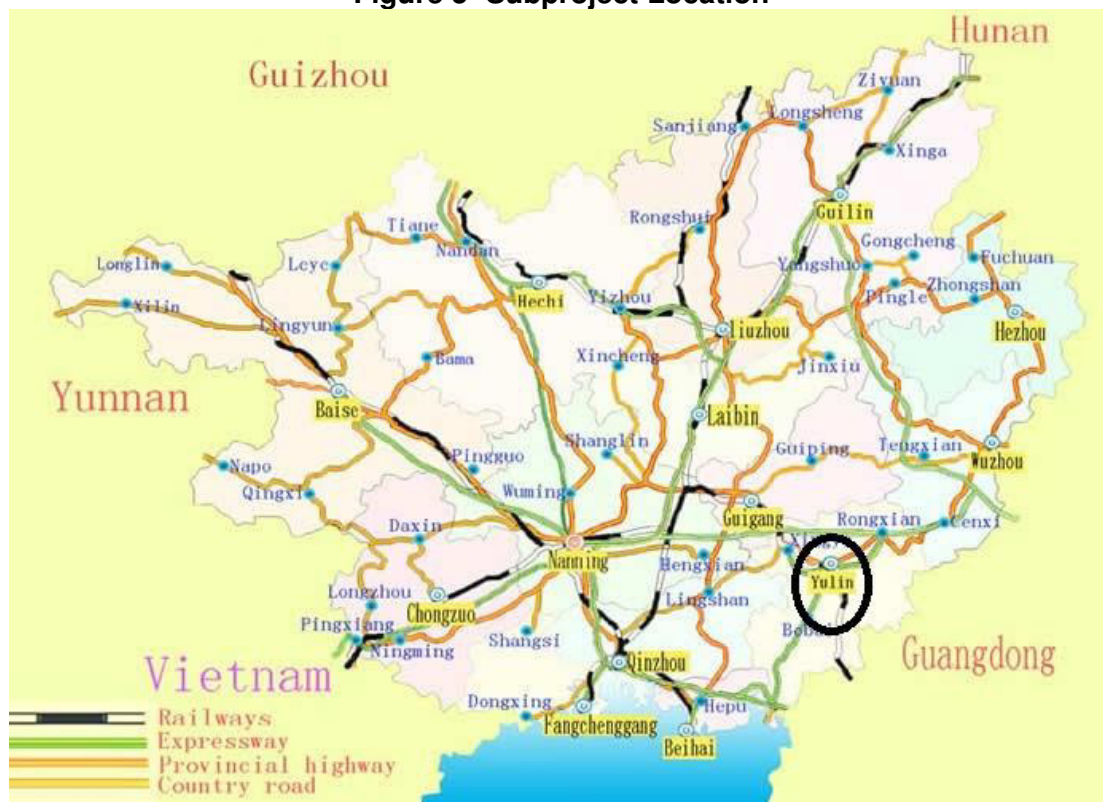 Figure 3 Subproject Location
Hunan
Guizhou
Ziyuan
Longsheng
Sanjiang
Xinga
Guilin
Rongshui
Tiane
Nandan
Gongcheng
Longlin
Leye
Yangshuo
Fuchuan
Zhongshan
Pingle
Hechi
Yizhou
Xilin
Lingyun
Liuzhou
Hezhou
Xincheng
Bama
Jinxiu
Yunnan
Baise
Laibin
Shanglin
Tengxian
Guiping
Pingguo
Wuzhou
Napo
Qingxi
Wuming
Guigang
Daxin
Rongxian
Cenxi
Nanning
Hengxian
Yulin
Longzhou
Chongzuo
Lingshan
Pingxiang
Ningming
Shangsi
Guangdong
Qinzhou
Vietnam
Dongxing
Hepu
Fangchenggang
Beihai
Railways
Expressway
Provincial highway
Country road